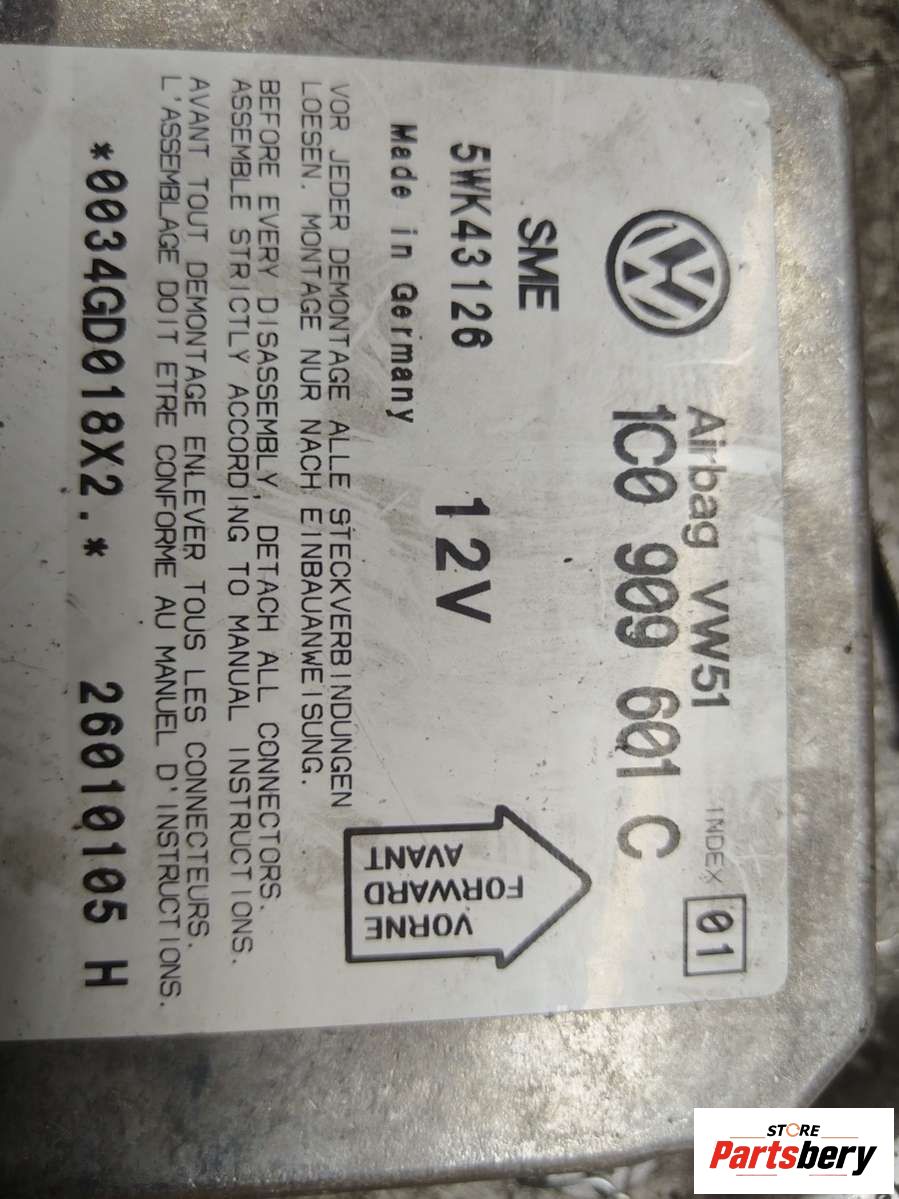 Airbag VW51 INDEX 01
1C0 909 601 C
SME
5WK43126 12V
Made in Germany
VORNE
FORWARD
AVANT
VOR JEDER DEMONTAGE ALLE STECKVERBINDUNGEN
LOESEN. MONTAGE NUR NACH EINBAUANWEISUNG.
BEFORE EVERY DISASSEMBLY, DETACH ALL CONNECTORS.
ASSEMBLE STRICTLY ACCORDING TO MANUAL INSTRUCTIONS.
AVANT TOUT DEMONTAGE ENLEVER TOUS LES CONNECTEURS.
L'ASSEMBLAGE DOIT ETRE CONFORME AU MANUEL D'INSTRUCTIONS.
*0034GD018X2.* 26010105 H
STORE
Partsbery